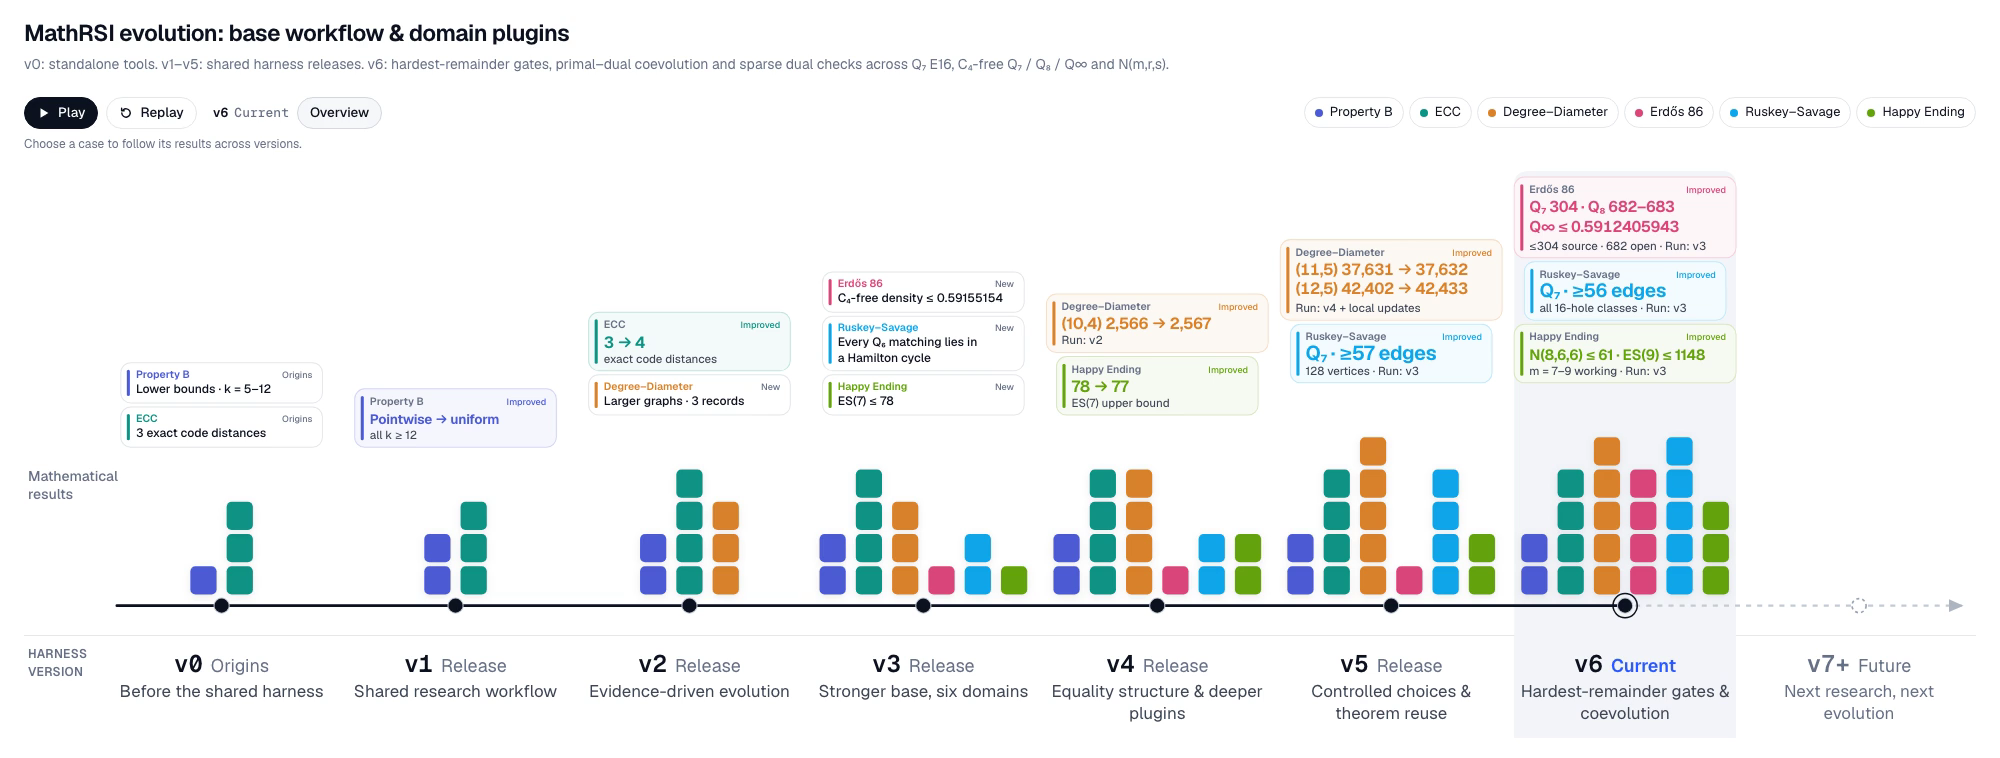 MathRSI evolution: base workflow & domain plugins
v0: standalone tools. v1–v5: shared harness releases. v6: hardest-remainder gates, primal–dual coevolution and sparse dual checks across Q₇ E16, C₄-free Q₇ / Q₈ / Q∞ and N(m,r,s).
Play
Replay
v6 Current
Overview
Property B
ECC
Degree–Diameter
Erdős 86
Ruskey–Savage
Happy Ending
Choose a case to follow its results across versions.
Property B Origins
Lower bounds · k = 5–12
ECC Origins
3 exact code distances
Property B Improved
Pointwise → uniform
all k ≥ 12
ECC Improved
3 → 4
exact code distances
Degree–Diameter New
Larger graphs · 3 records
Erdős 86 New
C₄-free density ≤ 0.59155154
Ruskey–Savage New
Every Q₆ matching lies in
a Hamilton cycle
Happy Ending New
ES(7) ≤ 78
Degree–Diameter Improved
(10,4) 2,566 → 2,567
Run: v2
Happy Ending Improved
78 → 77
ES(7) upper bound
Degree–Diameter Improved
(11,5) 37,631 → 37,632
(12,5) 42,402 → 42,433
Run: v4 + local updates
Ruskey–Savage Improved
Q₇ · ≥57 edges
128 vertices · Run: v3
Erdős 86 Improved
Q₇ 304 · Q₈ 682–683
Q∞ ≤ 0.5912405943
≤304 source · 682 open · Run: v3
Ruskey–Savage Improved
Q₇ · ≥56 edges
all 16-hole classes · Run: v3
Happy Ending Improved
N(8,6,6) ≤ 61 · ES(9) ≤ 1148
m = 7–9 working · Run: v3
Mathematical
results
HARNESS
VERSION
v0 Origins
Before the shared harness
v1 Release
Shared research workflow
v2 Release
Evidence-driven evolution
v3 Release
Stronger base, six domains
v4 Release
Equality structure & deeper
plugins
v5 Release
Controlled choices &
theorem reuse
v6 Current
Hardest-remainder gates &
coevolution
v7+ Future
Next research, next
evolution